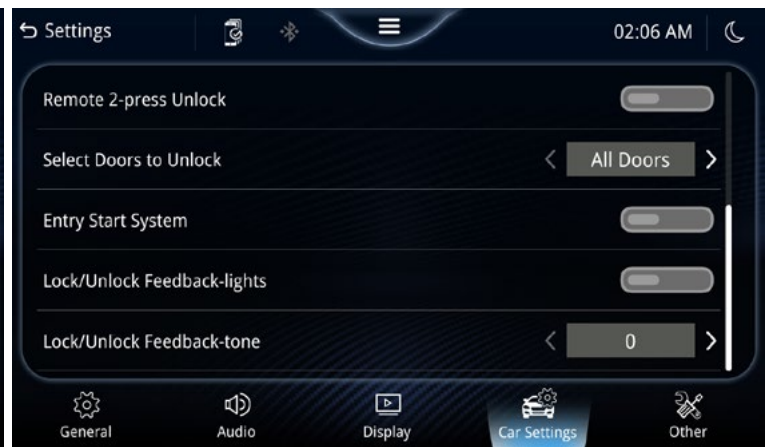 Settings
02:06 AM
Remote 2-press Unlock
Select Doors to Unlock
All Doors
Entry Start System
Lock/Unlock Feedback-lights
Lock/Unlock Feedback-tone
0
General
Audio
Display
Car Settings
Other